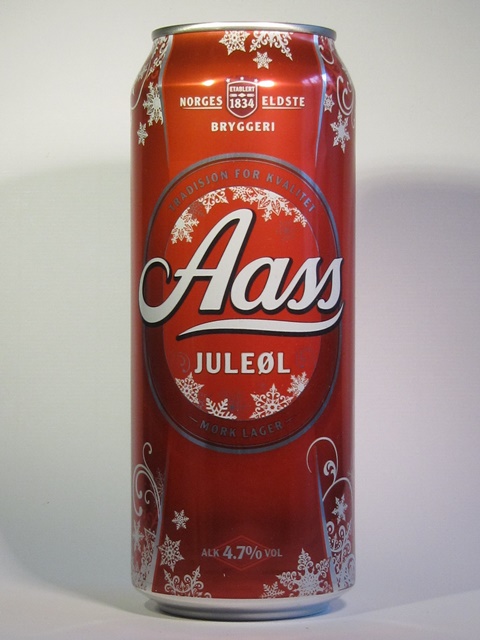 ETABLERT
NORGES 1834 ELDSTE
BRYGGERI
TRADISJON FOR KVALITET
Aass
JULEØL
MØRK LAGER
ALK 4.7% VOL